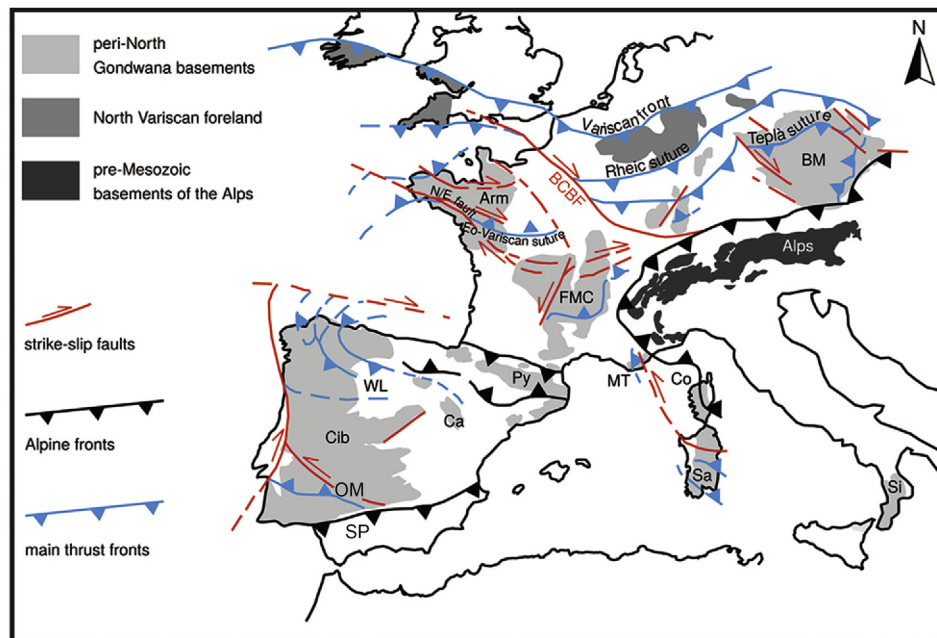 peri-North
Gondwana basements
North Variscan foreland
pre-Mesozoic
basements of the Alps
strike-slip faults
Alpine fronts
main thrust fronts
N
Variscan front
Rheic suture
Teplà suture
BM
BCBF
Arm
N/E fault
Eo-Variscan suture
Alps
FMC
WL
Py
MT
Co
Ca
Cib
OM
SP
Sa
Si